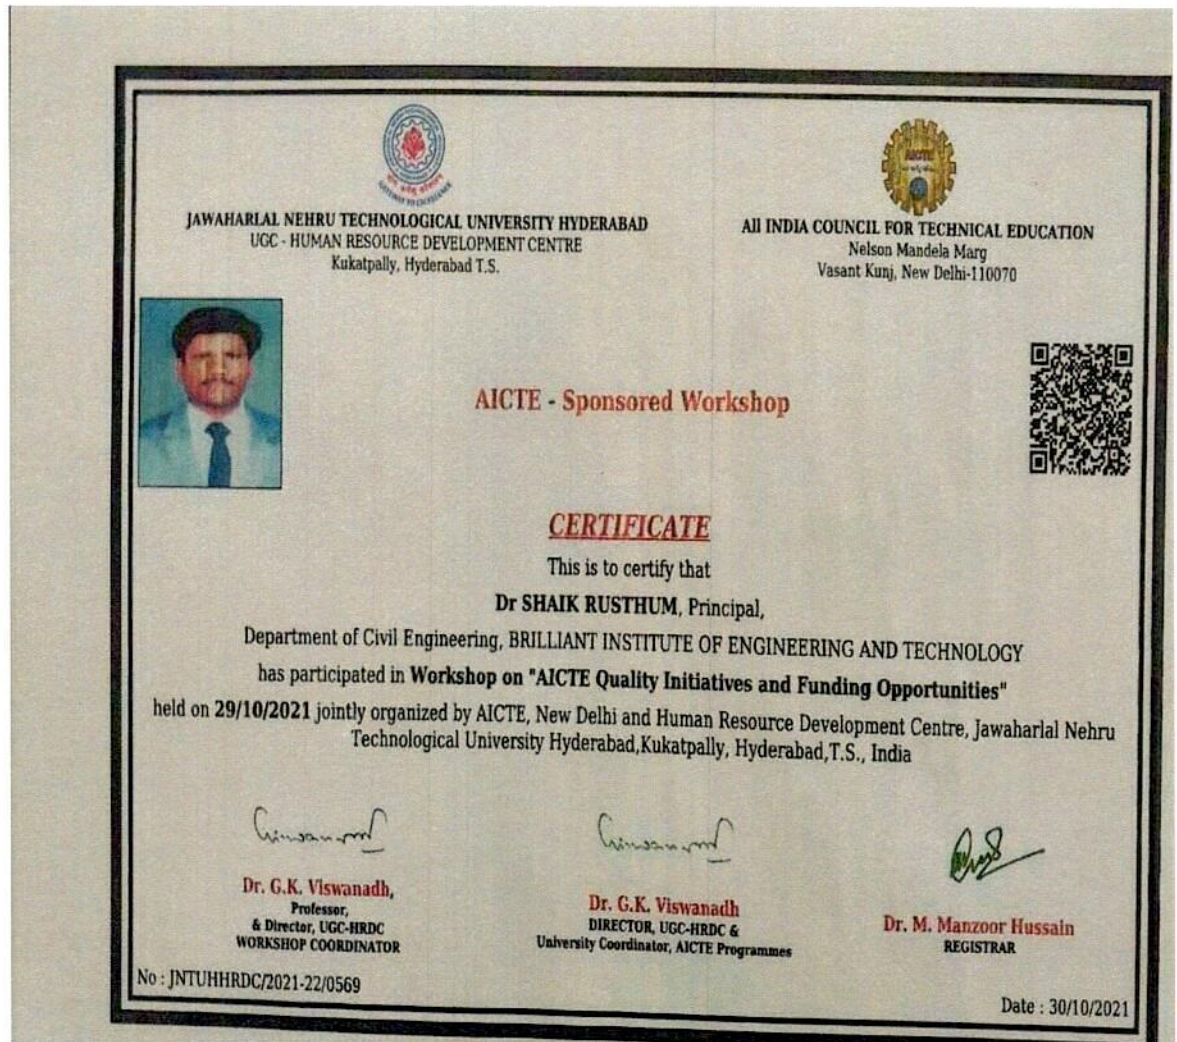 JAWAHARLAL NEHRU TECHNOLOGICAL UNIVERSITY HYDERABAD
UGC - HUMAN RESOURCE DEVELOPMENT CENTRE
Kukatpally, Hyderabad T.S.
AICTE
All INDIA COUNCIL FOR TECHNICAL EDUCATION
Nelson Mandela Marg
Vasant Kunj, New Delhi-110070
AICTE - Sponsored Workshop
CERTIFICATE
This is to certify that
Dr SHAIK RUSTHUM, Principal,
Department of Civil Engineering, BRILLIANT INSTITUTE OF ENGINEERING AND TECHNOLOGY
has participated in Workshop on "AICTE Quality Initiatives and Funding Opportunities"
held on 29/10/2021 jointly organized by AICTE, New Delhi and Human Resource Development Centre, Jawaharlal Nehru
Technological University Hyderabad,Kukatpally, Hyderabad,T.S., India
Dr. G.K. Viswanadh,
Professor,
& Director, UGC-HRDC
WORKSHOP COORDINATOR
Dr. G.K. Viswanadh
DIRECTOR, UGC-HRDC &
University Coordinator, AICTE Programmes
Dr. M. Manzoor Hussain
REGISTRAR
No : JNTUHHRDC/2021-22/0569
Date : 30/10/2021